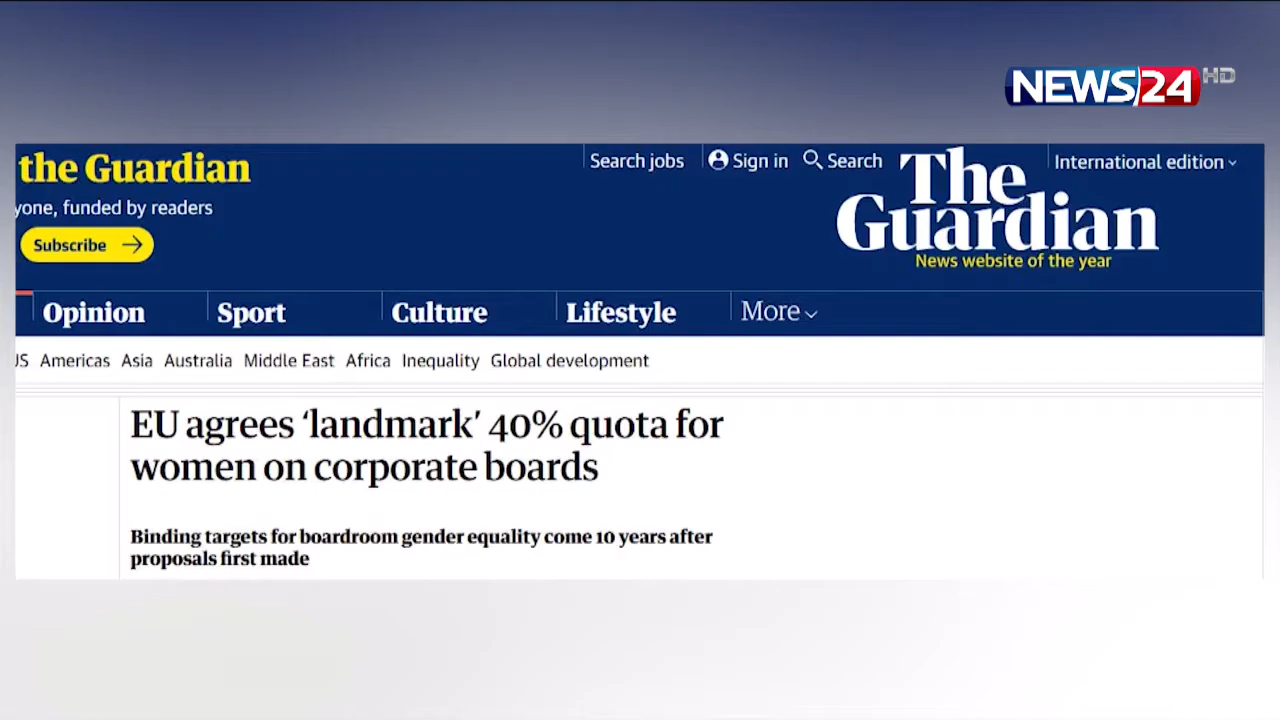 NEWS 24 HD
the Guardian
Search jobs
Sign in
Search
International edition
yone, funded by readers
The
Guardian
News website of the year
Subscribe
Opinion
Sport
Culture
Lifestyle
More
Americas
Asia
Australia
Middle East
Africa
Inequality
Global development
EU agrees ‘landmark’ 40% quota for
women on corporate boards
Binding targets for boardroom gender equality come 10 years after
proposals first made